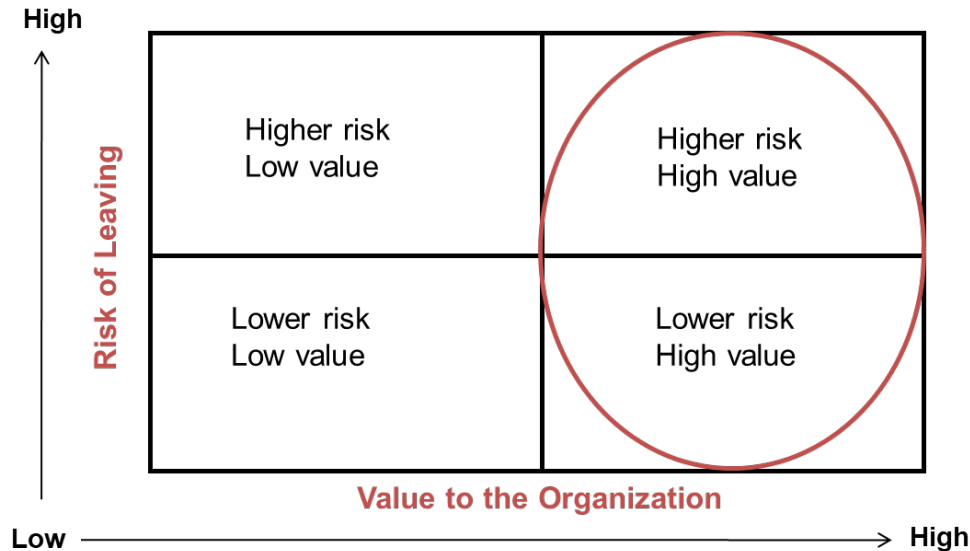 High
Risk of Leaving
Higher risk
Low value
Higher risk
High value
Lower risk
Low value
Lower risk
High value
Value to the Organization
Low
High